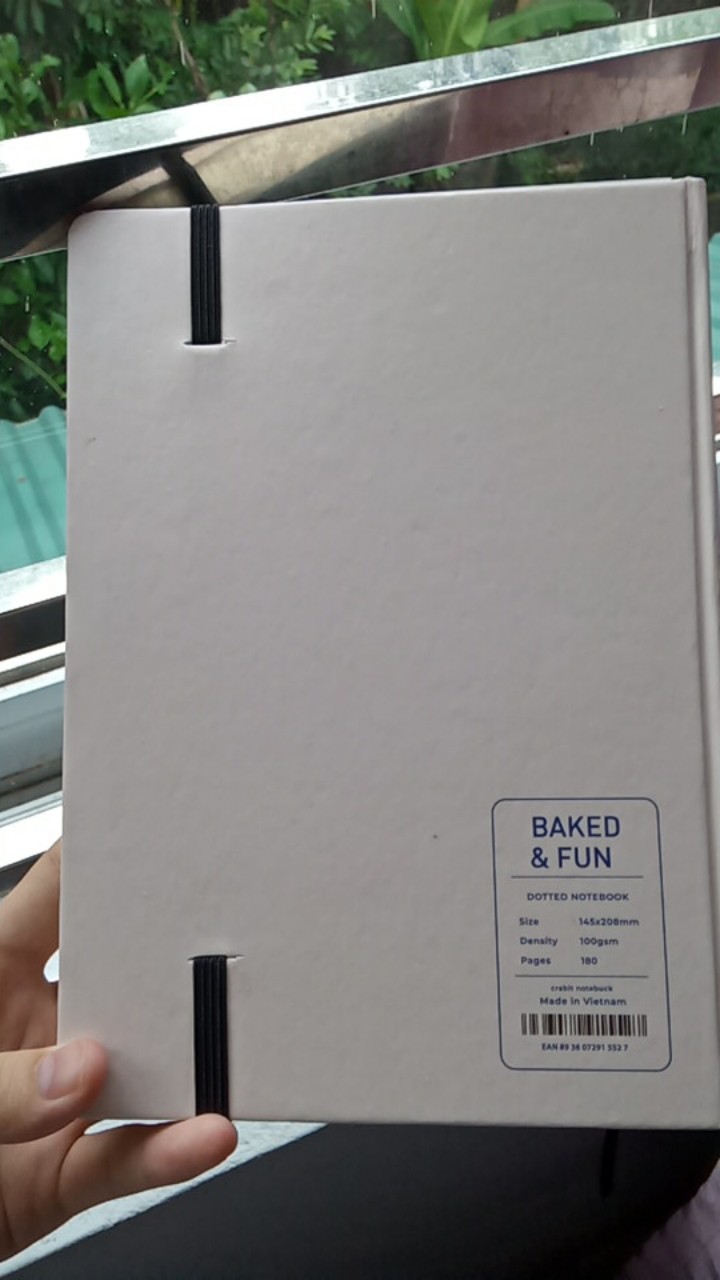 BAKED
& FUN
DOTTED NOTEBOOK
Size 145x208mm
Density 100gsm
Pages 180
crabit notebuck
Made in Vietnam
EAN 89 36 07291 552 7